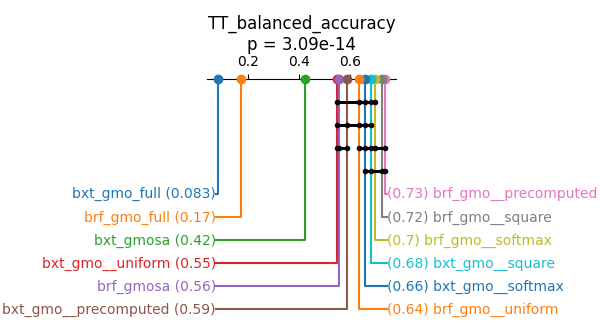 TT_balanced_accuracy
p = 3.09e-14
0.2 0.4 0.6
bxt_gmo_full (0.083)
(0.73) brf_gmo__precomputed
brf_gmo_full (0.17)
(0.72) brf_gmo__square
bxt_gmosa (0.42)
(0.7) brf_gmo__softmax
bxt_gmo__uniform (0.55)
(0.68) bxt_gmo__square
brf_gmosa (0.56)
(0.66) bxt_gmo__softmax
bxt_gmo__precomputed (0.59)
(0.64) brf_gmo__uniform